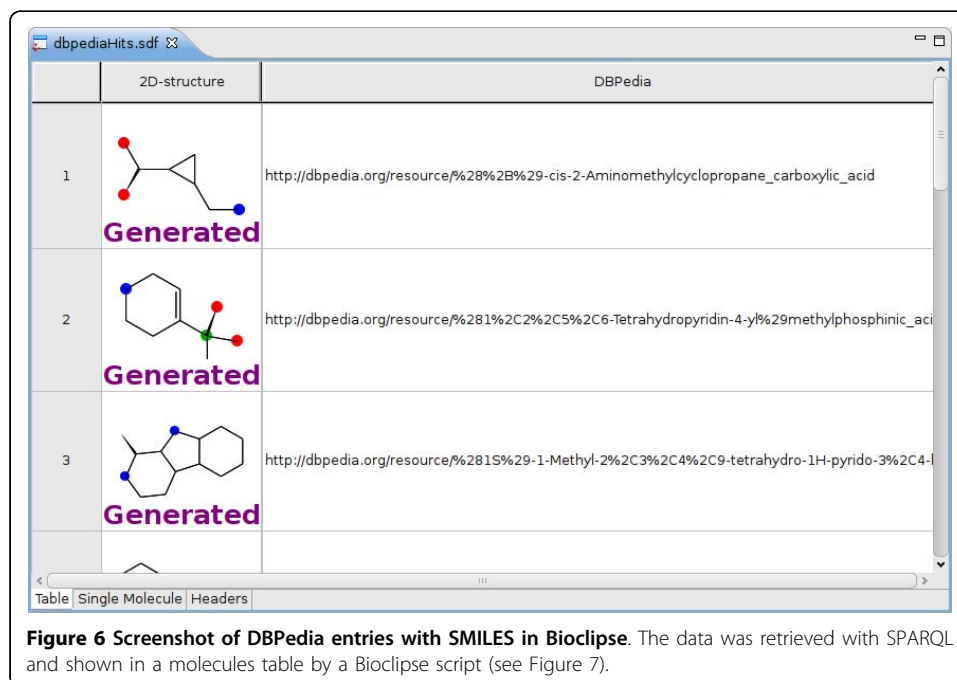 dbpediaHits.sdf
2D-structure DBPedia
1 http://dbpedia.org/resource/%28%2B%29-cis-2-Aminomethylcyclopropane_carboxylic_acid
Generated
2 http://dbpedia.org/resource/%281%2C2%2C5%2C6-Tetrahydropyridin-4-yl%29methylphosphinic_aci
Generated
3 http://dbpedia.org/resource/%281S%29-1-Methyl-2%2C3%2C4%2C9-tetrahydro-1H-pyrido-3%2C4-
Generated
Table Single Molecule Headers
Figure 6 Screenshot of DBPedia entries with SMILES in Bioclipse. The data was retrieved with SPARQL
and shown in a molecules table by a Bioclipse script (see Figure 7).